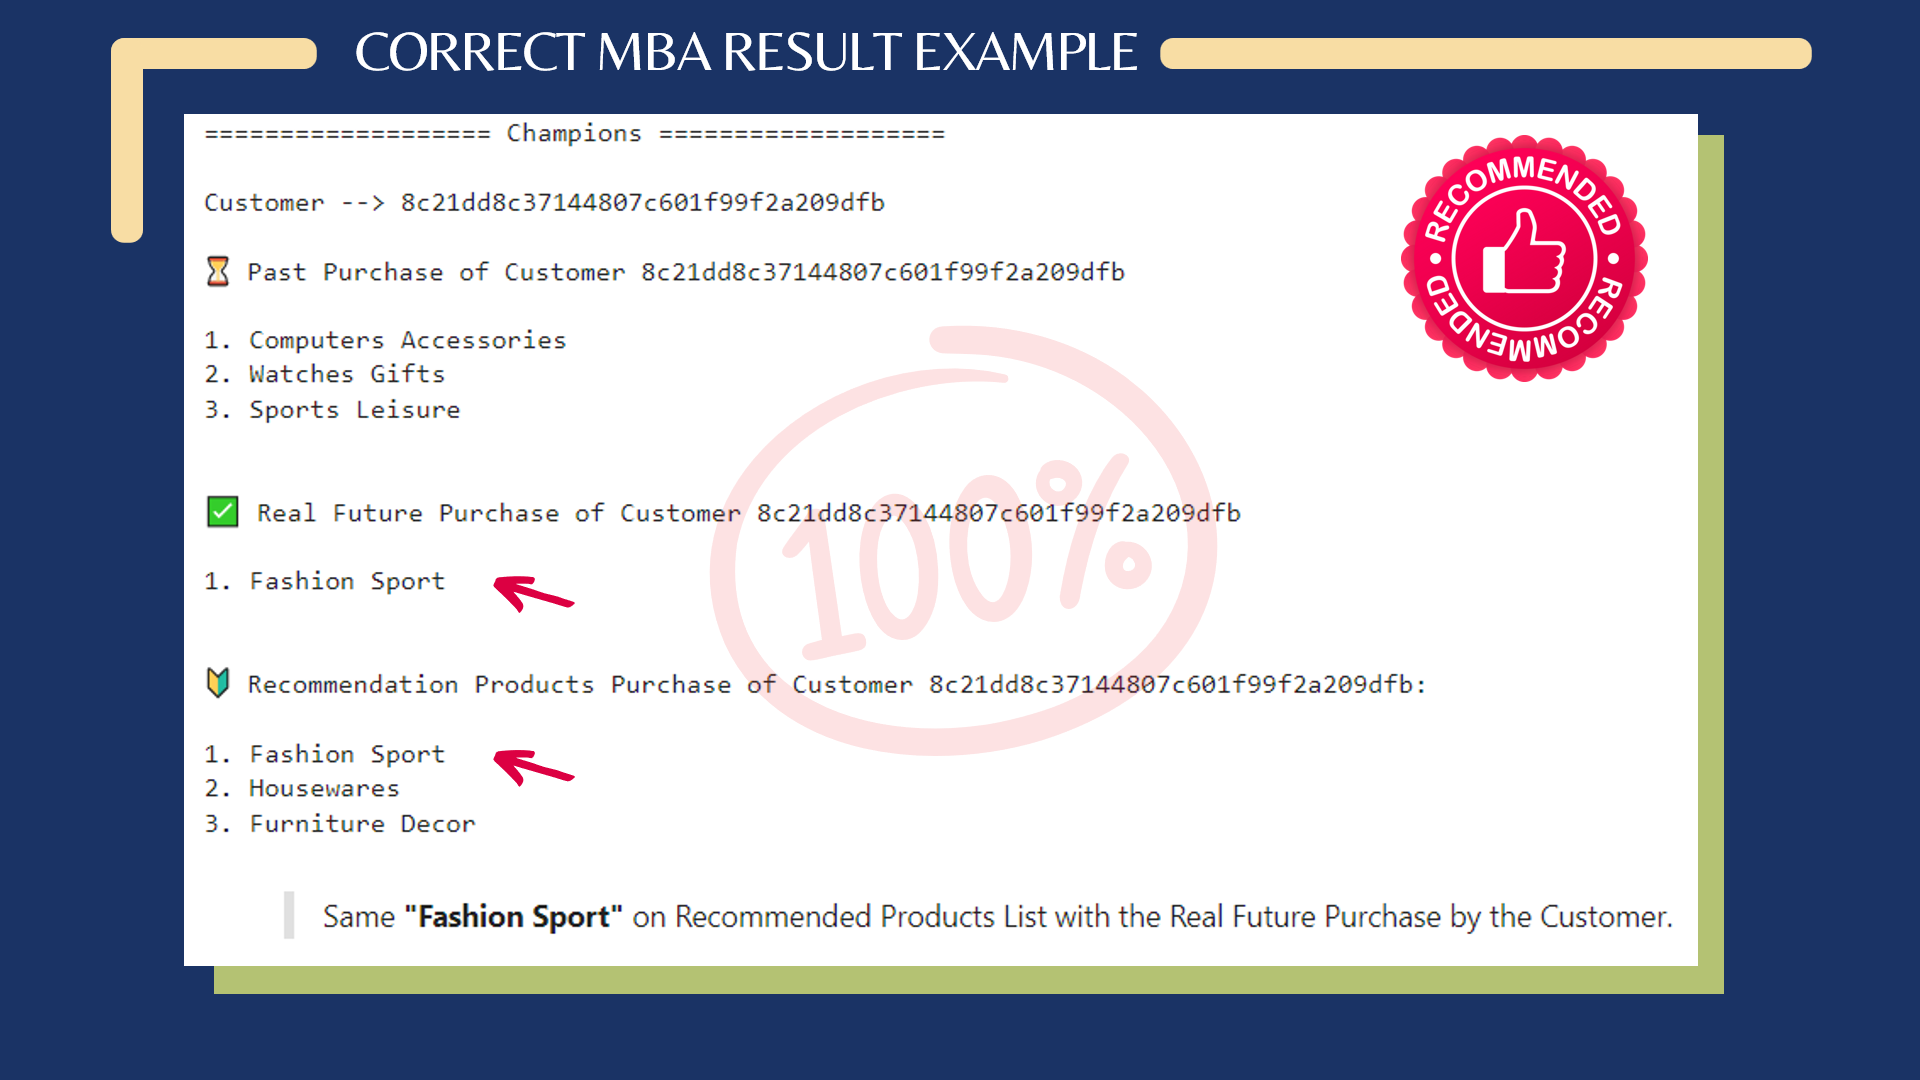 CORRECT MBA RESULT EXAMPLE
=================== Champions ===================
Customer --> 8c21dd8c37144807c601f99f2a209dfb
Past Purchase of Customer 8c21dd8c37144807c601f99f2a209dfb
1. Computers Accessories
2. Watches Gifts
3. Sports Leisure
Real Future Purchase of Customer 8c21dd8c37144807c601f99f2a209dfb
1. Fashion Sport
Recommendation Products Purchase of Customer 8c21dd8c37144807c601f99f2a209dfb:
1. Fashion Sport
2. Housewares
3. Furniture Decor
Same "Fashion Sport" on Recommended Products List with the Real Future Purchase by the Customer.
RECOMMENDED • RECOMMENDED •
100%